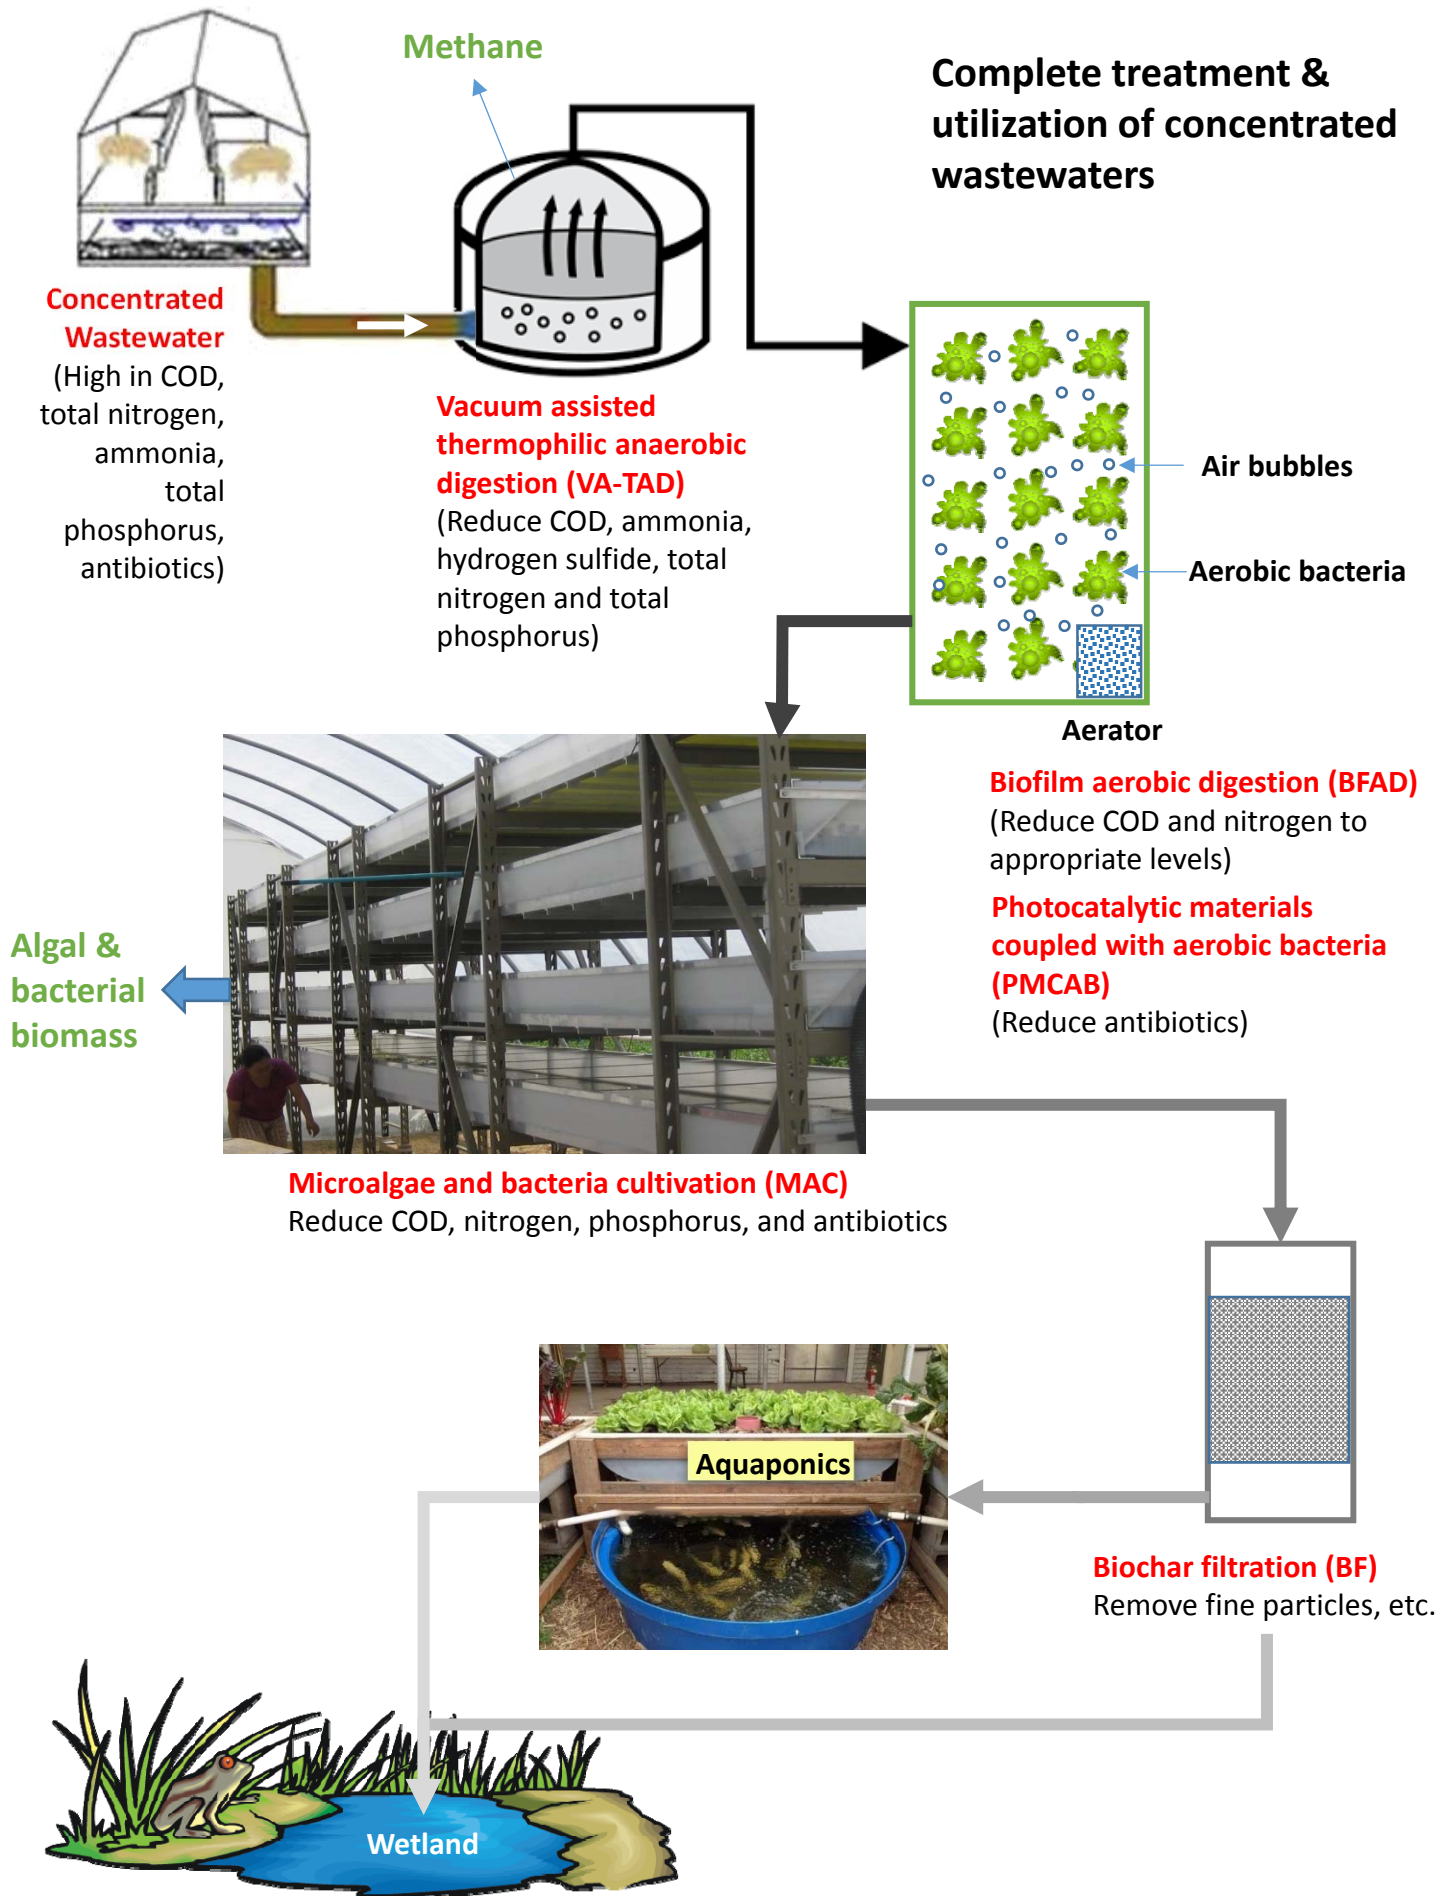 Methane
Complete treatment &
utilization of concentrated
wastewaters
Concentrated
Wastewater
(High in COD,
total nitrogen,
ammonia,
total
phosphorus,
antibiotics)
Vacuum assisted
thermophilic anaerobic
digestion (VA-TAD)
(Reduce COD, ammonia,
hydrogen sulfide, total
nitrogen and total
phosphorus)
Air bubbles
Aerobic bacteria
Aerator
Biofilm aerobic digestion (BFAD)
(Reduce COD and nitrogen to
appropriate levels)
Photocatalytic materials
coupled with aerobic bacteria
(PMCAB)
(Reduce antibiotics)
Algal &
bacterial
biomass
Microalgae and bacteria cultivation (MAC)
Reduce COD, nitrogen, phosphorus, and antibiotics
Aquaponics
Biochar filtration (BF)
Remove fine particles, etc.
Wetland